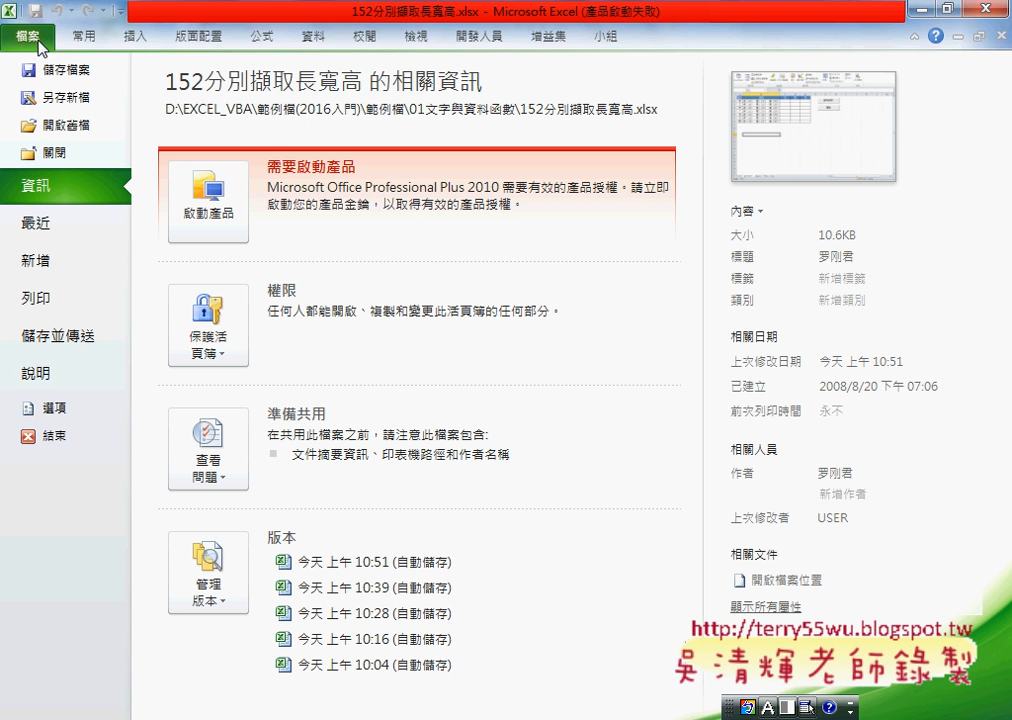 152分別擷取長寬高.xlsx - Microsoft Excel (產品啟動失敗)
檔案 常用 插入 版面配置 公式 資料 校閱 檢視 開發人員 增益集 小組
儲存檔案
另存新檔
開啟舊檔
關閉
資訊
最近
新增
列印
儲存並傳送
說明
選項
結束
152分別擷取長寬高 的相關資訊
D:\EXCEL_VBA\範例檔(2016入門)\範例檔\01文字與資料函數\152分別擷取長寬高.xlsx
啟動產品
需要啟動產品
Microsoft Office Professional Plus 2010 需要有效的產品授權。請立即
啟動您的產品金鑰，以取得有效的產品授權。
保護活
頁簿
權限
任何人都能開啟、複製和變更此活頁簿的任何部分。
查看
問題
準備共用
在共用此檔案之前，請注意此檔案包含:
文件摘要資訊、印表機路徑和作者名稱
管理
版本
版本
今天 上午 10:51 (自動儲存)
今天 上午 10:39 (自動儲存)
今天 上午 10:28 (自動儲存)
今天 上午 10:16 (自動儲存)
今天 上午 10:04 (自動儲存)
內容
大小 10.6KB
標題 罗刚君
標籤 新增標籤
類別 新增類別
相關日期
上次修改日期 今天 上午 10:51
已建立 2008/8/20 下午 07:06
前次列印時間 永不
相關人員
作者 罗刚君
新增作者
上次修改者 USER
相關文件
開啟檔案位置
顯示所有屬性
http://terry55wu.blogspot.tw
吳清輝老師錄製